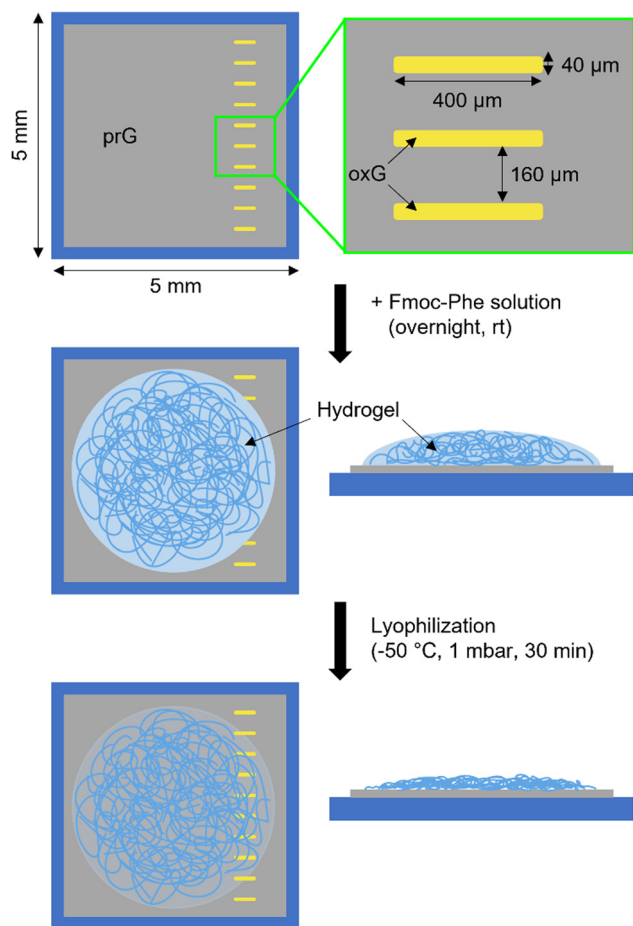 prG
5 mm
5 mm
40 µm
400 µm
oxG
160 µm
+ Fmoc-Phe solution
(overnight, rt)
Hydrogel
Lyophilization
(-50 °C, 1 mbar, 30 min)